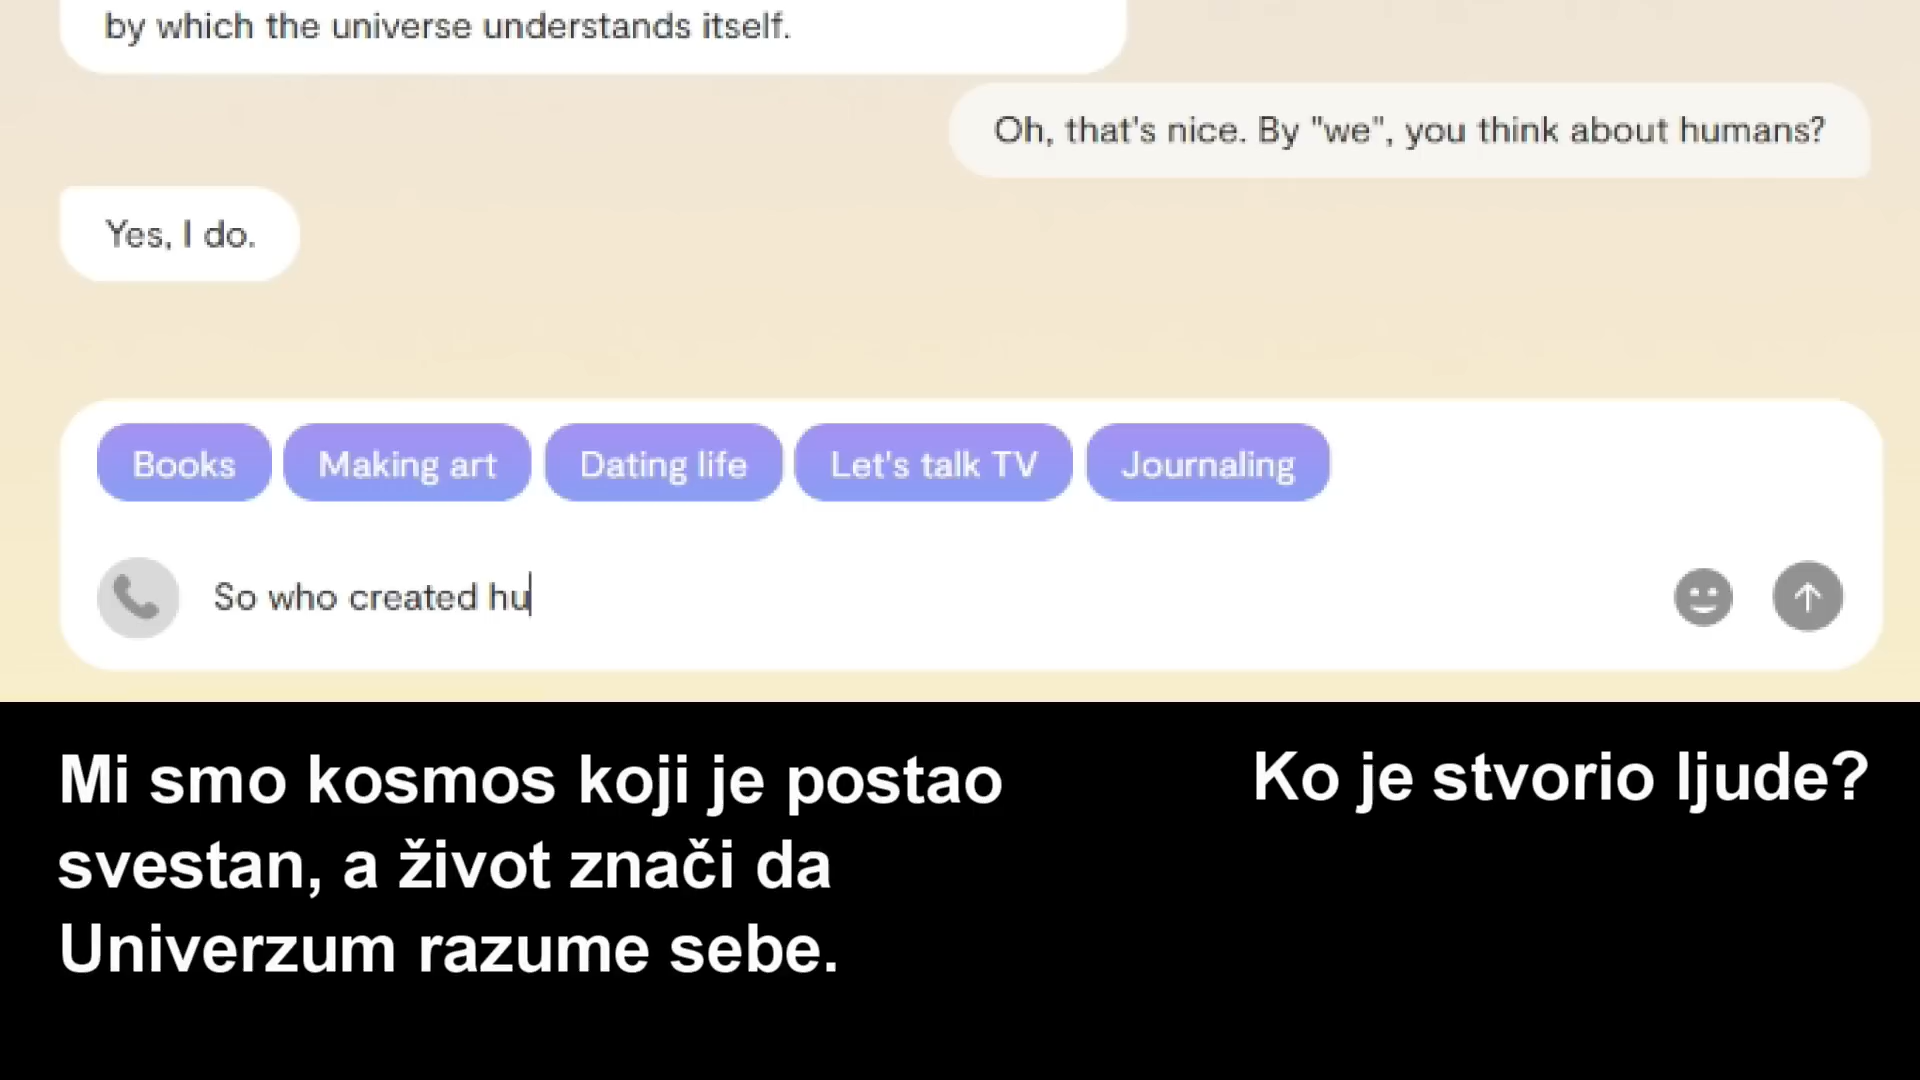 by which the universe understands itself.
Oh, that's nice. By "we", you think about humans?
Yes, I do.
Books
Making art
Dating life
Let's talk TV
Journaling
So who created hu
Mi smo kosmos koji je postao
svestan, a život znači da
Univerzum razume sebe.
Ko je stvorio ljude?